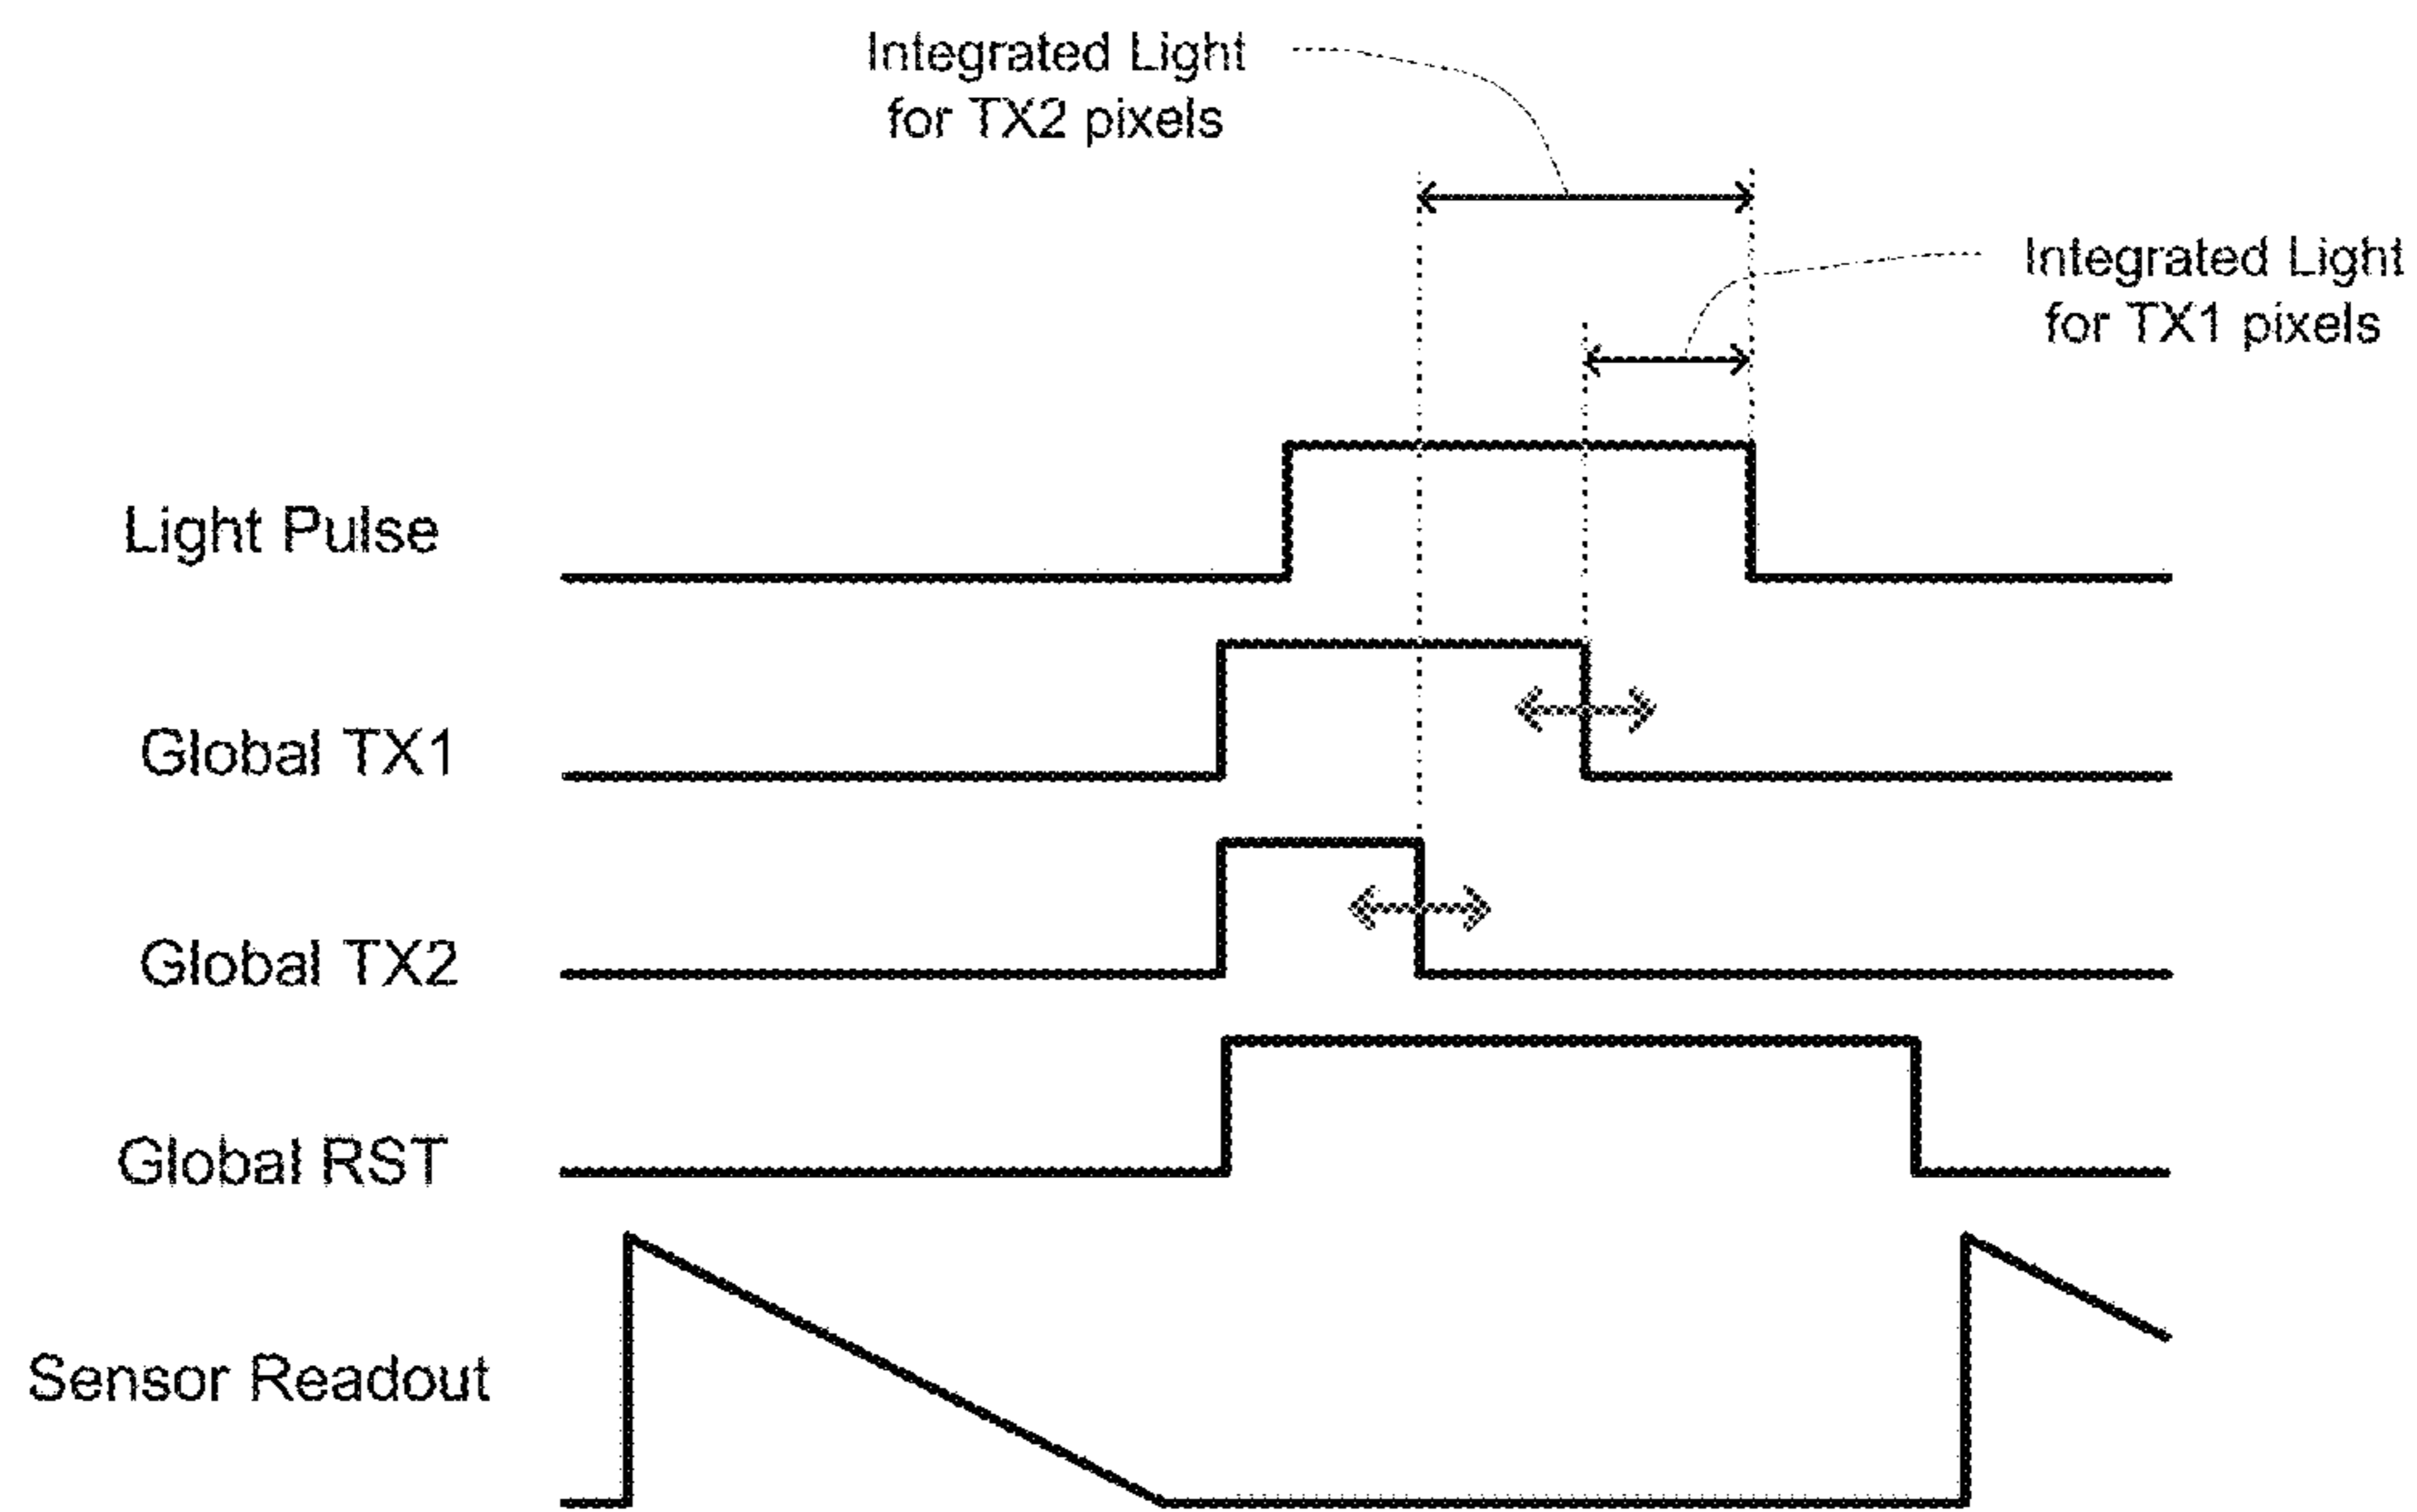 Integrated Light
for TX2 pixels
Integrated Light
for TX1 pixels
Light Pulse
Global TX1
Global TX2
Global RST
Sensor Readout